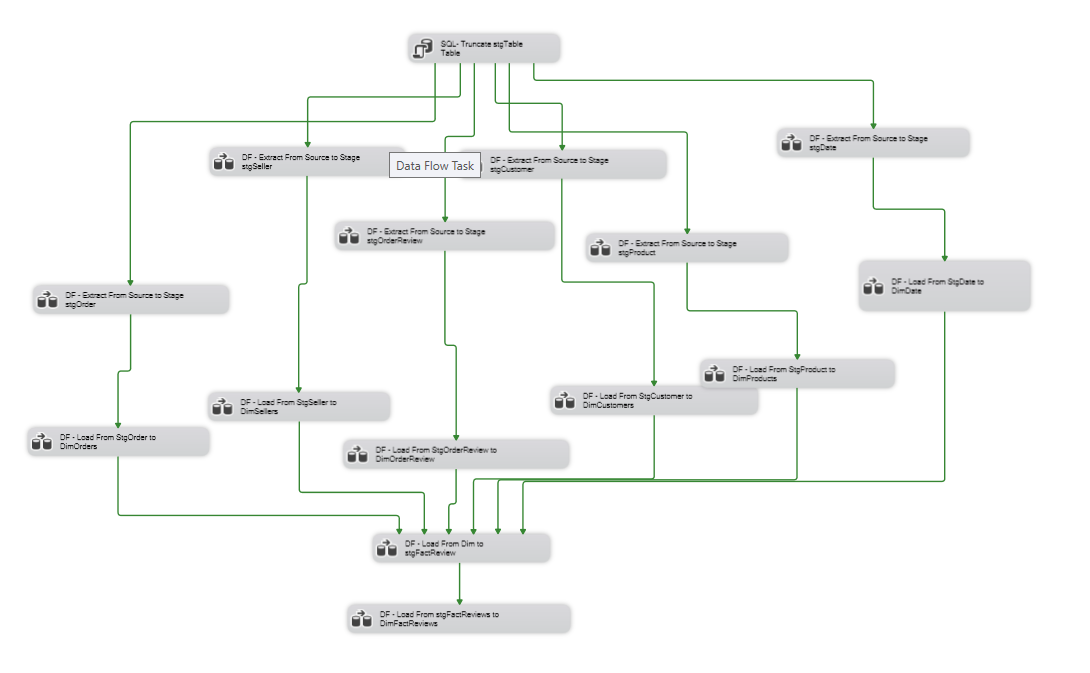 SQL- Truncate stgTable
Table
DF - Extract From Source to Stage
stgDate
DF - Extract From Source to Stage
stgSeller
Data Flow Task
DF - Extract From Source to Stage
stgCustomer
DF - Extract From Source to Stage
stgOrderReview
DF - Extract From Source to Stage
stgProduct
DF - Load From StgDate to
DimDate
DF - Extract From Source to Stage
stgOrder
DF - Load From StgProduct to
DimProducts
DF - Load From StgSeller to
DimSellers
DF - Load From StgCustomer to
DimCustomers
DF - Load From StgOrder to
DimOrders
DF - Load From StgOrderReview to
DimOrderReview
DF - Load From Dim to
stgFactReview
DF - Load From stgFactReviews to
DimFactReviews